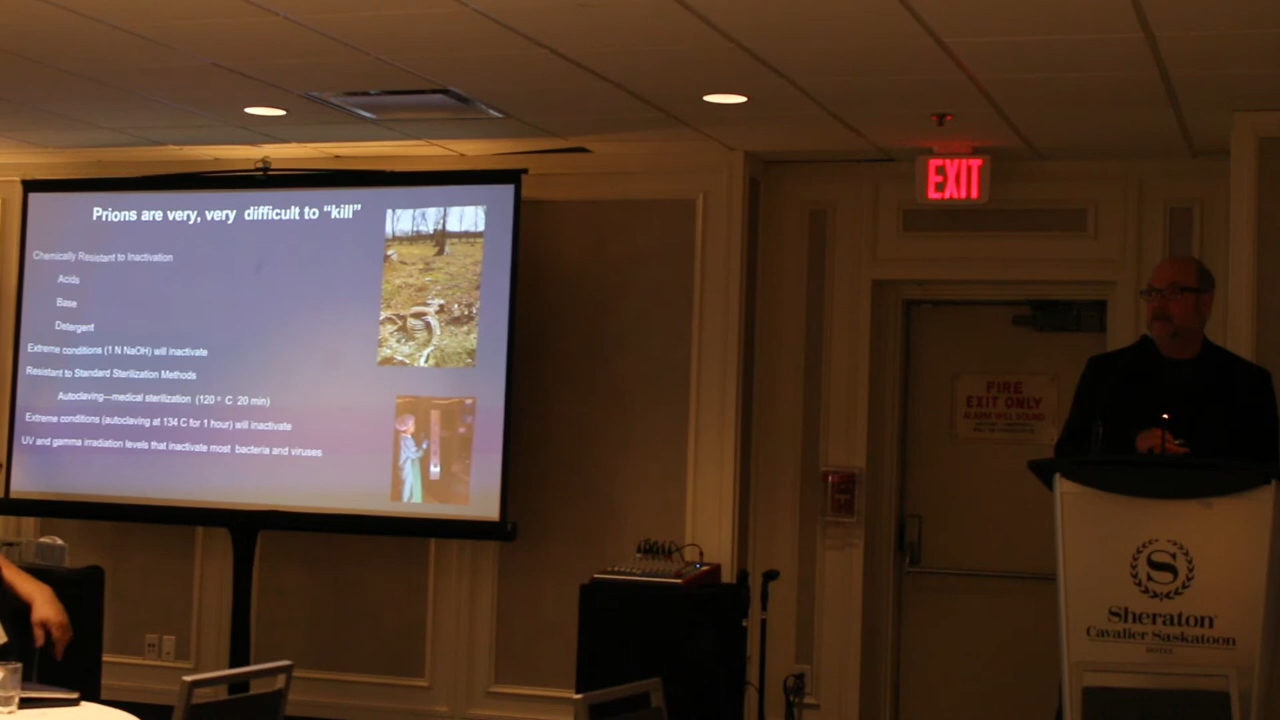 Prions are very, very difficult to “kill”
Chemically Resistant to Inactivation
Acids
Base
Detergent
Extreme conditions (1 N NaOH) will inactivate
Resistant to Standard Sterilization Methods
Autoclaving—medical sterilization (120 ° C 20 min)
Extreme conditions (autoclaving at 134 C for 1 hour) will inactivate
UV and gamma irradiation levels that inactivate most bacteria and viruses
EXIT
FIRE
EXIT ONLY
ALARM WILL SOUND
S
Sheraton
Cavalier Saskatoon
HOTEL